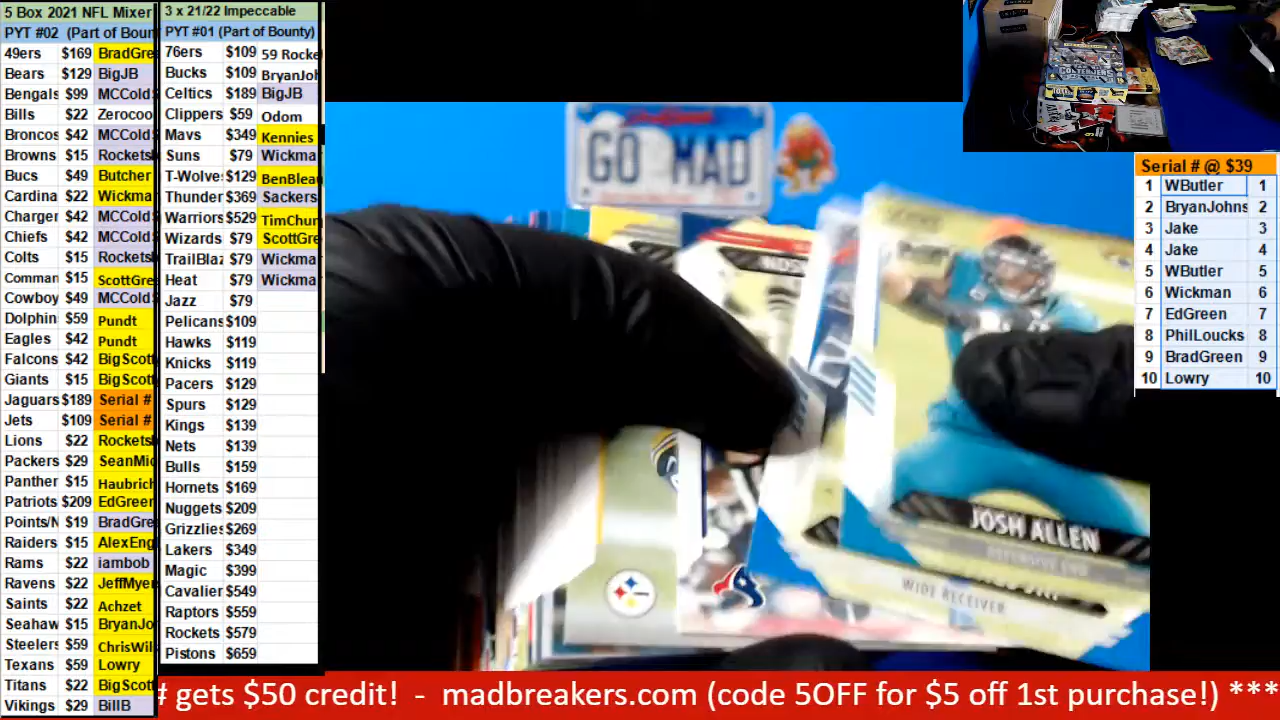 5 Box 2021 NFL Mixer
PYT #02 (Part of Boun
49ers $169 BradGre
Bears $129 BigJB
Bengals $99 MCCold
Bills $22 Zerocoo
Broncos $42 MCCold
Browns $15 Rockets
Bucs $49 Butcher
Cardina $22 Wickma
Charger $42 MCCold
Chiefs $42 MCCold
Colts $15 Rockets
Comman $15 ScottGre
Cowboy $49 MCCold
Dolphin $59 Pundt
Eagles $42 Pundt
Falcons $42 BigScott
Giants $15 BigScott
Jaguars $189 Serial #
Jets $109 Serial #
Lions $22 Rockets
Packers $29 SeanMic
Panther $15 Haubrich
Patriots $209 EdGreen
Points/N $19 BradGre
Raiders $15 AlexEng
Rams $22 iambob
Ravens $22 JeffMye
Saints $22 Achzet
Seahaw $15 BryanJo
Steelers $59 ChrisWil
Texans $59 Lowry
Titans $22 BigScott
Vikings $29 BillB
3 x 21/22 Impeccable
PYT #01 (Part of Bounty)
76ers $109 59 Rocke
Bucks $109 BryanJoh
Celtics $189 BigJB
Clippers $59 Odom
Mavs $349 Kennies
Suns $79 Wickma
T-Wolve $129 BenBleau
Thunder $369 Sackers
Warriors $529 TimChun
Wizards $79 ScottGre
TrailBlaz $79 Wickma
Heat $79 Wickma
Jazz $79
Pelicans $109
Hawks $119
Knicks $119
Pacers $129
Spurs $129
Kings $139
Nets $139
Bulls $159
Hornets $169
Nuggets $209
Grizzlies $269
Lakers $349
Magic $399
Cavalier $549
Raptors $559
Rockets $579
Pistons $659
GO MAD
JOSH ALLEN
DEFENSIVE END
WIDE RECEIVER
CONTENDERS
Serial # @ $39
1 WButler 1
2 BryanJohns 2
3 Jake 3
4 Jake 4
5 WButler 5
6 Wickman 6
7 EdGreen 7
8 PhilLoucks 8
9 BradGreen 9
10 Lowry 10
# gets $50 credit! - madbreakers.com (code 5OFF for $5 off 1st purchase!) ***